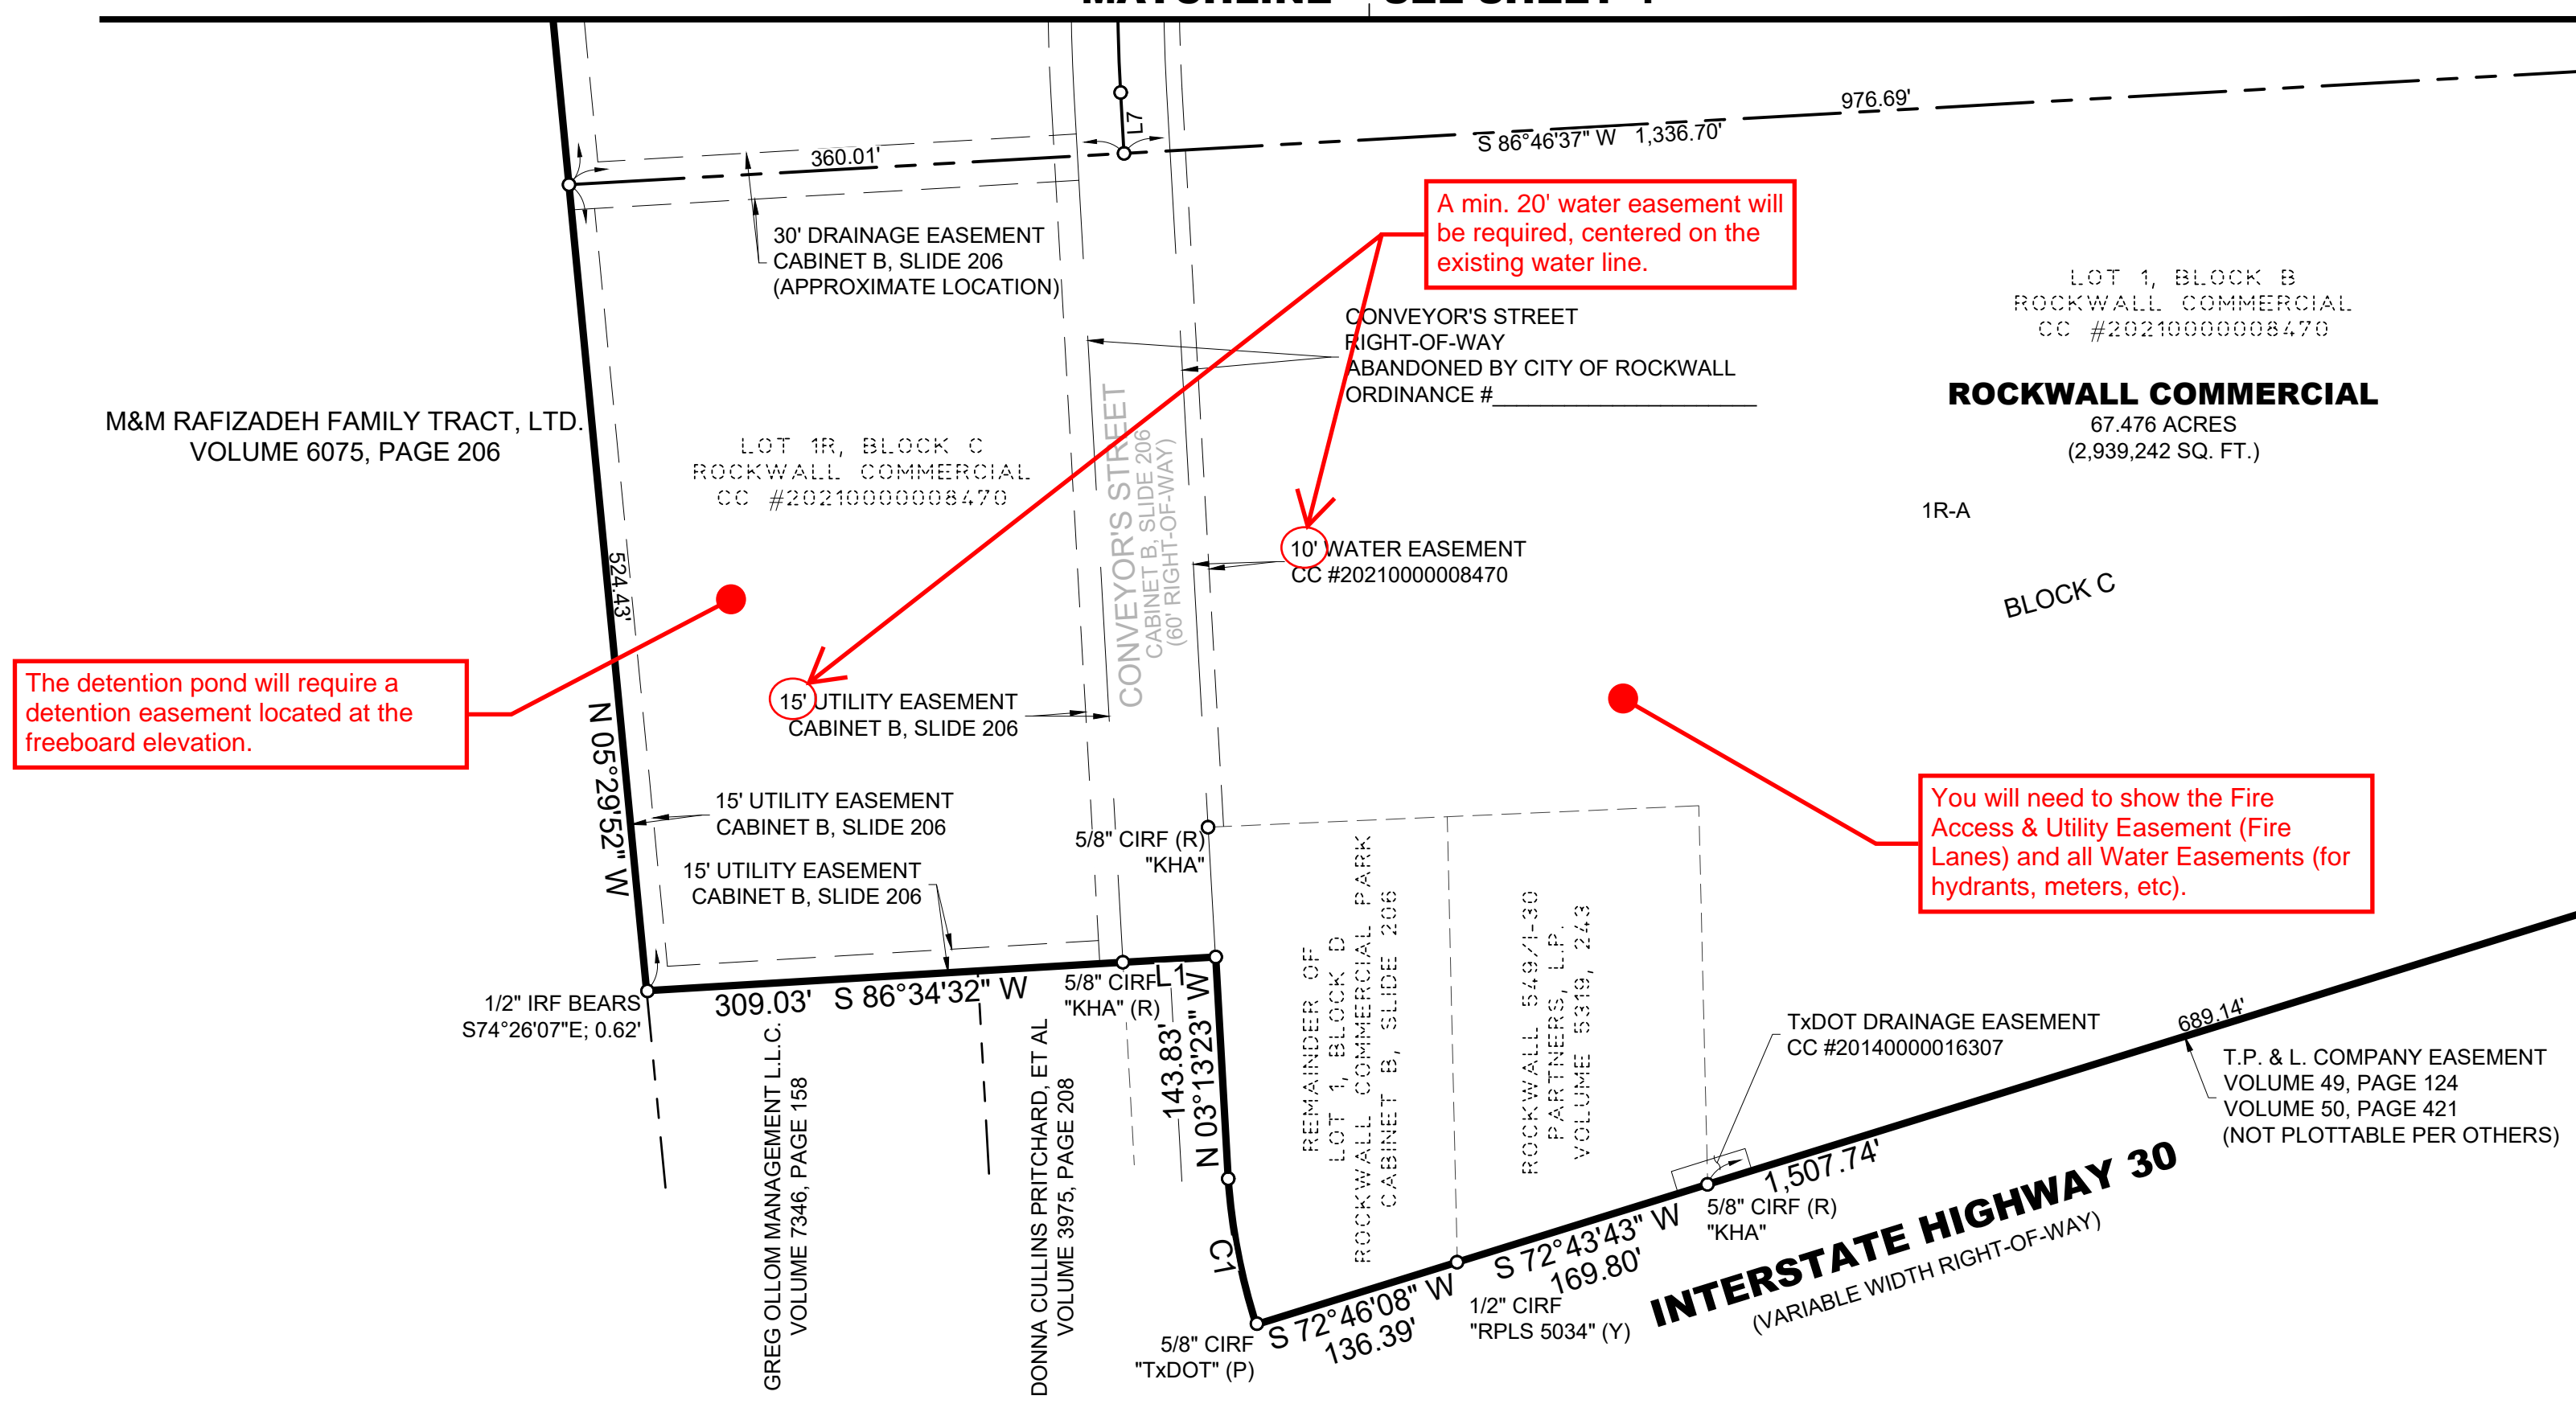 MATCHLINE SEE SHEET 1
976.69'
L7
360.01'
S 86°46'37" W 1,336.70'
30' DRAINAGE EASEMENT
CABINET B, SLIDE 206
(APPROXIMATE LOCATION)
A min. 20' water easement will
be required, centered on the
existing water line.
LOT 1, BLOCK B
ROCKWALL COMMERCIAL
CC #20210000008470
CONVEYOR'S STREET
RIGHT-OF-WAY
ABANDONED BY CITY OF ROCKWALL
ORDINANCE #______________________
ROCKWALL COMMERCIAL
67.476 ACRES
(2,939,242 SQ. FT.)
M&M RAFIZADEH FAMILY TRACT, LTD.
VOLUME 6075, PAGE 206
LOT 1R, BLOCK C
ROCKWALL COMMERCIAL
CC #20210000008470
CONVEYOR'S STREET
CABINET B, SLIDE 206
(60' RIGHT-OF-WAY)
1R-A
10' WATER EASEMENT
CC #20210000008470
524.43'
BLOCK C
The detention pond will require a
detention easement located at the
freeboard elevation.
15' UTILITY EASEMENT
CABINET B, SLIDE 206
N 05°29'52" W
15' UTILITY EASEMENT
CABINET B, SLIDE 206
You will need to show the Fire
Access & Utility Easement (Fire
Lanes) and all Water Easements (for
hydrants, meters, etc).
5/8" CIRF (R)
"KHA"
15' UTILITY EASEMENT
CABINET B, SLIDE 206
REMAINDER OF
LOT 1, BLOCK D
ROCKWALL COMMERCIAL PARK
CABINET B, SLIDE 206
ROCKWALL 549/I-30
PARTNERS, L.P.
VOLUME 5319, 243
1/2" IRF BEARS
S74°26'07"E; 0.62'
309.03' S 86°34'32" W
5/8" CIRF
"KHA" (R)
L1
143.83'
N 03°13'23" W
TxDOT DRAINAGE EASEMENT
CC #20140000016307
689.14'
T.P. & L. COMPANY EASEMENT
VOLUME 49, PAGE 124
VOLUME 50, PAGE 421
(NOT PLOTTABLE PER OTHERS)
GREG OLLOM MANAGEMENT L.L.C.
VOLUME 7346, PAGE 158
DONNA CULLINS PRITCHARD, ET AL
VOLUME 3975, PAGE 208
C1
1,507.74'
5/8" CIRF (R)
"KHA"
S 72°43'43" W
169.80'
INTERSTATE HIGHWAY 30
(VARIABLE WIDTH RIGHT-OF-WAY)
S 72°46'08" W
136.39'
1/2" CIRF
"RPLS 5034" (Y)
5/8" CIRF
"TxDOT" (P)